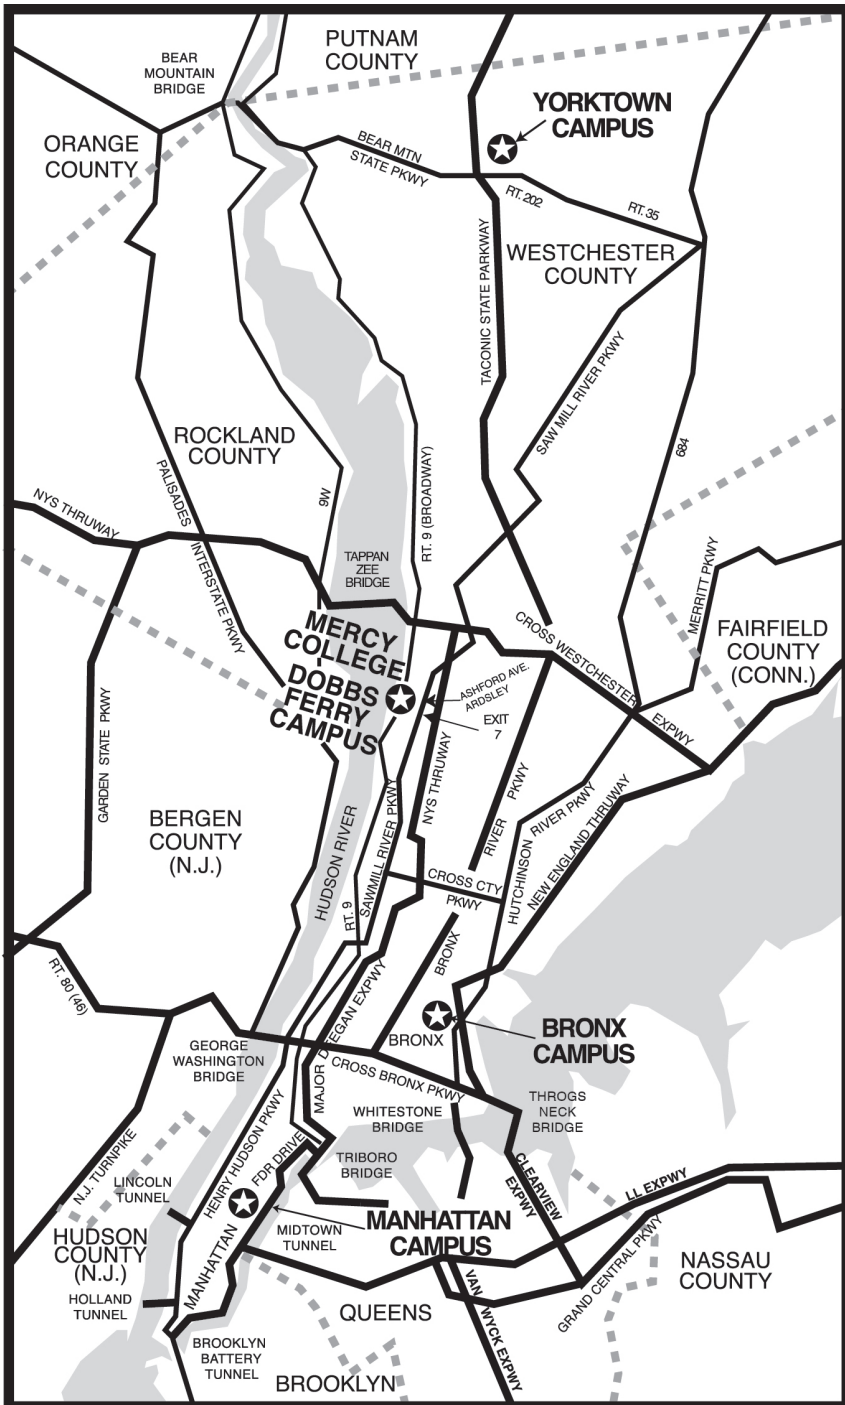 PUTNAM
COUNTY
BEAR
MOUNTAIN
BRIDGE
YORKTOWN
CAMPUS
ORANGE
COUNTY
BEAR MTN
STATE PKWY
RT. 202
RT. 35
WESTCHESTER
COUNTY
TACONIC STATE PARKWAY
SAW MILL RIVER PKWY
684
ROCKLAND
COUNTY
PALISADES INTERSTATE PKWY
9W
RT. 9 (BROADWAY)
NYS THRUWAY
TAPPAN
ZEE
BRIDGE
MERRITT PKWY
CROSS WESTCHESTER EXPWY
FAIRFIELD
COUNTY
(CONN.)
MERCY
COLLEGE
DOBBS
FERRY
CAMPUS
ASHFORD AVE.
ARDSLEY
EXIT
7
GARDEN STATE PKWY
NYS THRUWAY
RIVER PKWY
RIVER PKWY
HUTCHINSON
NEW ENGLAND THRUWAY
BERGEN
COUNTY
(N.J.)
HUDSON RIVER
SAWMILL RIVER PKWY
RT. 9
CROSS CTY
PKWY
BRONX
RT. 80 (46)
MAJOR DEEGAN EXPWY
BRONX
BRONX
CAMPUS
GEORGE
WASHINGTON
BRIDGE
CROSS BRONX PKWY
WHITESTONE
BRIDGE
THROGS
NECK
BRIDGE
HENRY HUDSON PKWY
FDR DRIVE
TRIBORO
BRIDGE
N.J. TURNPIKE
LINCOLN
TUNNEL
CLEARVIEW
EXPWY
LL EXPWY
MANHATTAN
MIDTOWN
TUNNEL
MANHATTAN
CAMPUS
HUDSON
COUNTY
(N.J.)
GRAND CENTRAL PKWY
NASSAU
COUNTY
HOLLAND
TUNNEL
QUEENS
VAN WYCK EXPWY
BROOKLYN
BATTERY
TUNNEL
BROOKLYN